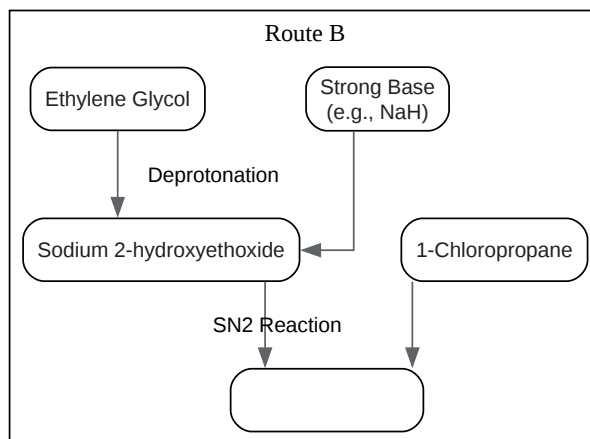 Route B
Ethylene Glycol
Strong Base
(e.g., NaH)
Deprotonation
Sodium 2-hydroxyethoxide
1-Chloropropane
SN2 Reaction